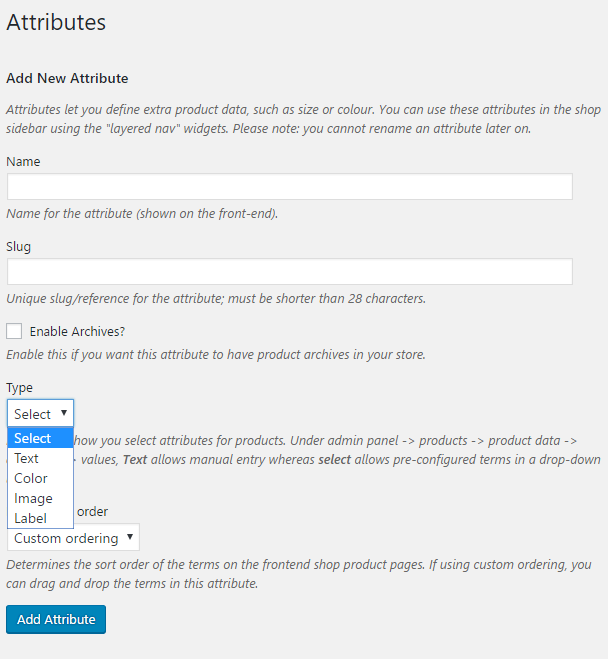 Attributes
Add New Attribute
Attributes let you define extra product data, such as size or colour. You can use these attributes in the shop
sidebar using the "layered nav" widgets. Please note: you cannot rename an attribute later on.
Name
Name for the attribute (shown on the front-end).
Slug
Unique slug/reference for the attribute; must be shorter than 28 characters.
Enable Archives?
Enable this if you want this attribute to have product archives in your store.
Type
Select
Select
Text
Color
Image
Label
how you select attributes for products. Under admin panel -> products -> product data ->
values, Text allows manual entry whereas select allows pre-configured terms in a drop-down
order
Custom ordering
Determines the sort order of the terms on the frontend shop product pages. If using custom ordering, you
can drag and drop the terms in this attribute.
Add Attribute